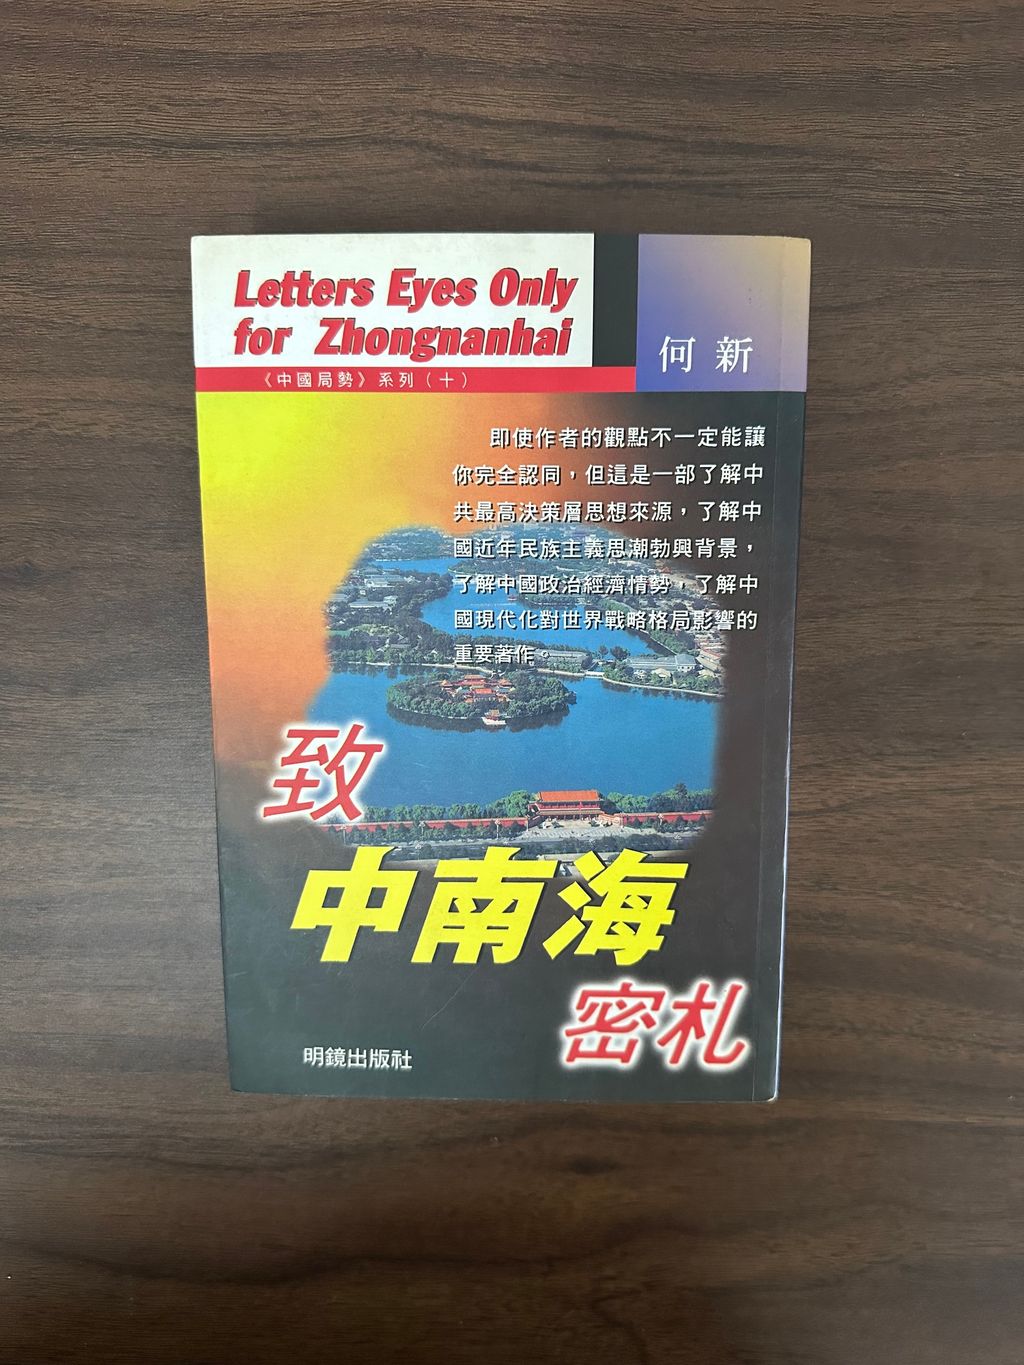 Letters Eyes Only
for Zhongnanhai
何新
《中國局勢》系列（十）
即使作者的觀點不一定能讓
你完全認同，但這是一部了解中
共最高決策層思想來源，了解中
國近年民族主義思潮勃興背景，
了解中國政治經濟情勢，了解中
國現代化對世界戰略格局影響的
重要著作。
致
中南海
密札
明鏡出版社